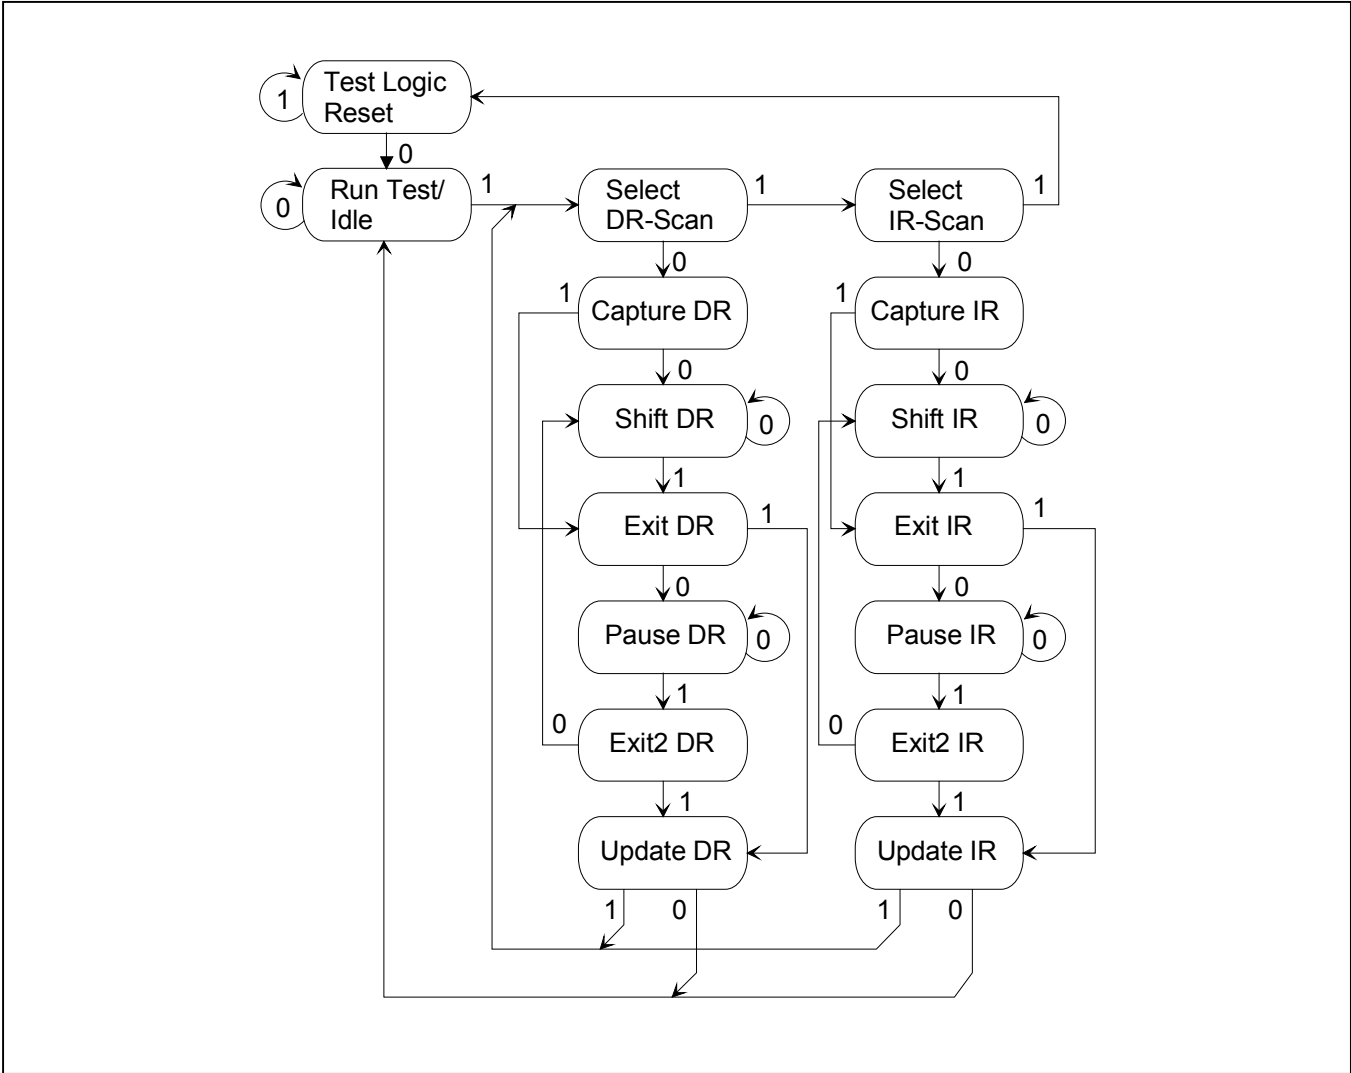 Test Logic
Reset
1
0
Run Test/
Idle
0
1
Select
DR-Scan
1
Select
IR-Scan
1
0
0
1
Capture DR
1
Capture IR
0
0
Shift DR
0
Shift IR
0
1
1
Exit DR
1
Exit IR
1
0
0
Pause DR
0
Pause IR
0
1
1
0
Exit2 DR
0
Exit2 IR
1
1
Update DR
Update IR
1
0
1
0